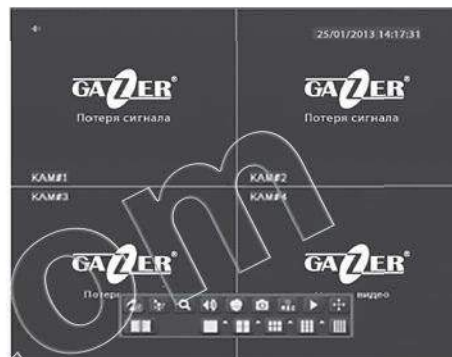 25/01/2013 14:17:31
GAZER®
Потеря сигнала
GAZER®
Потеря сигнала
КАМ#1
КАМ#2
КАМ#3
КАМ#4
GAZER®
GAZER®
видео
om